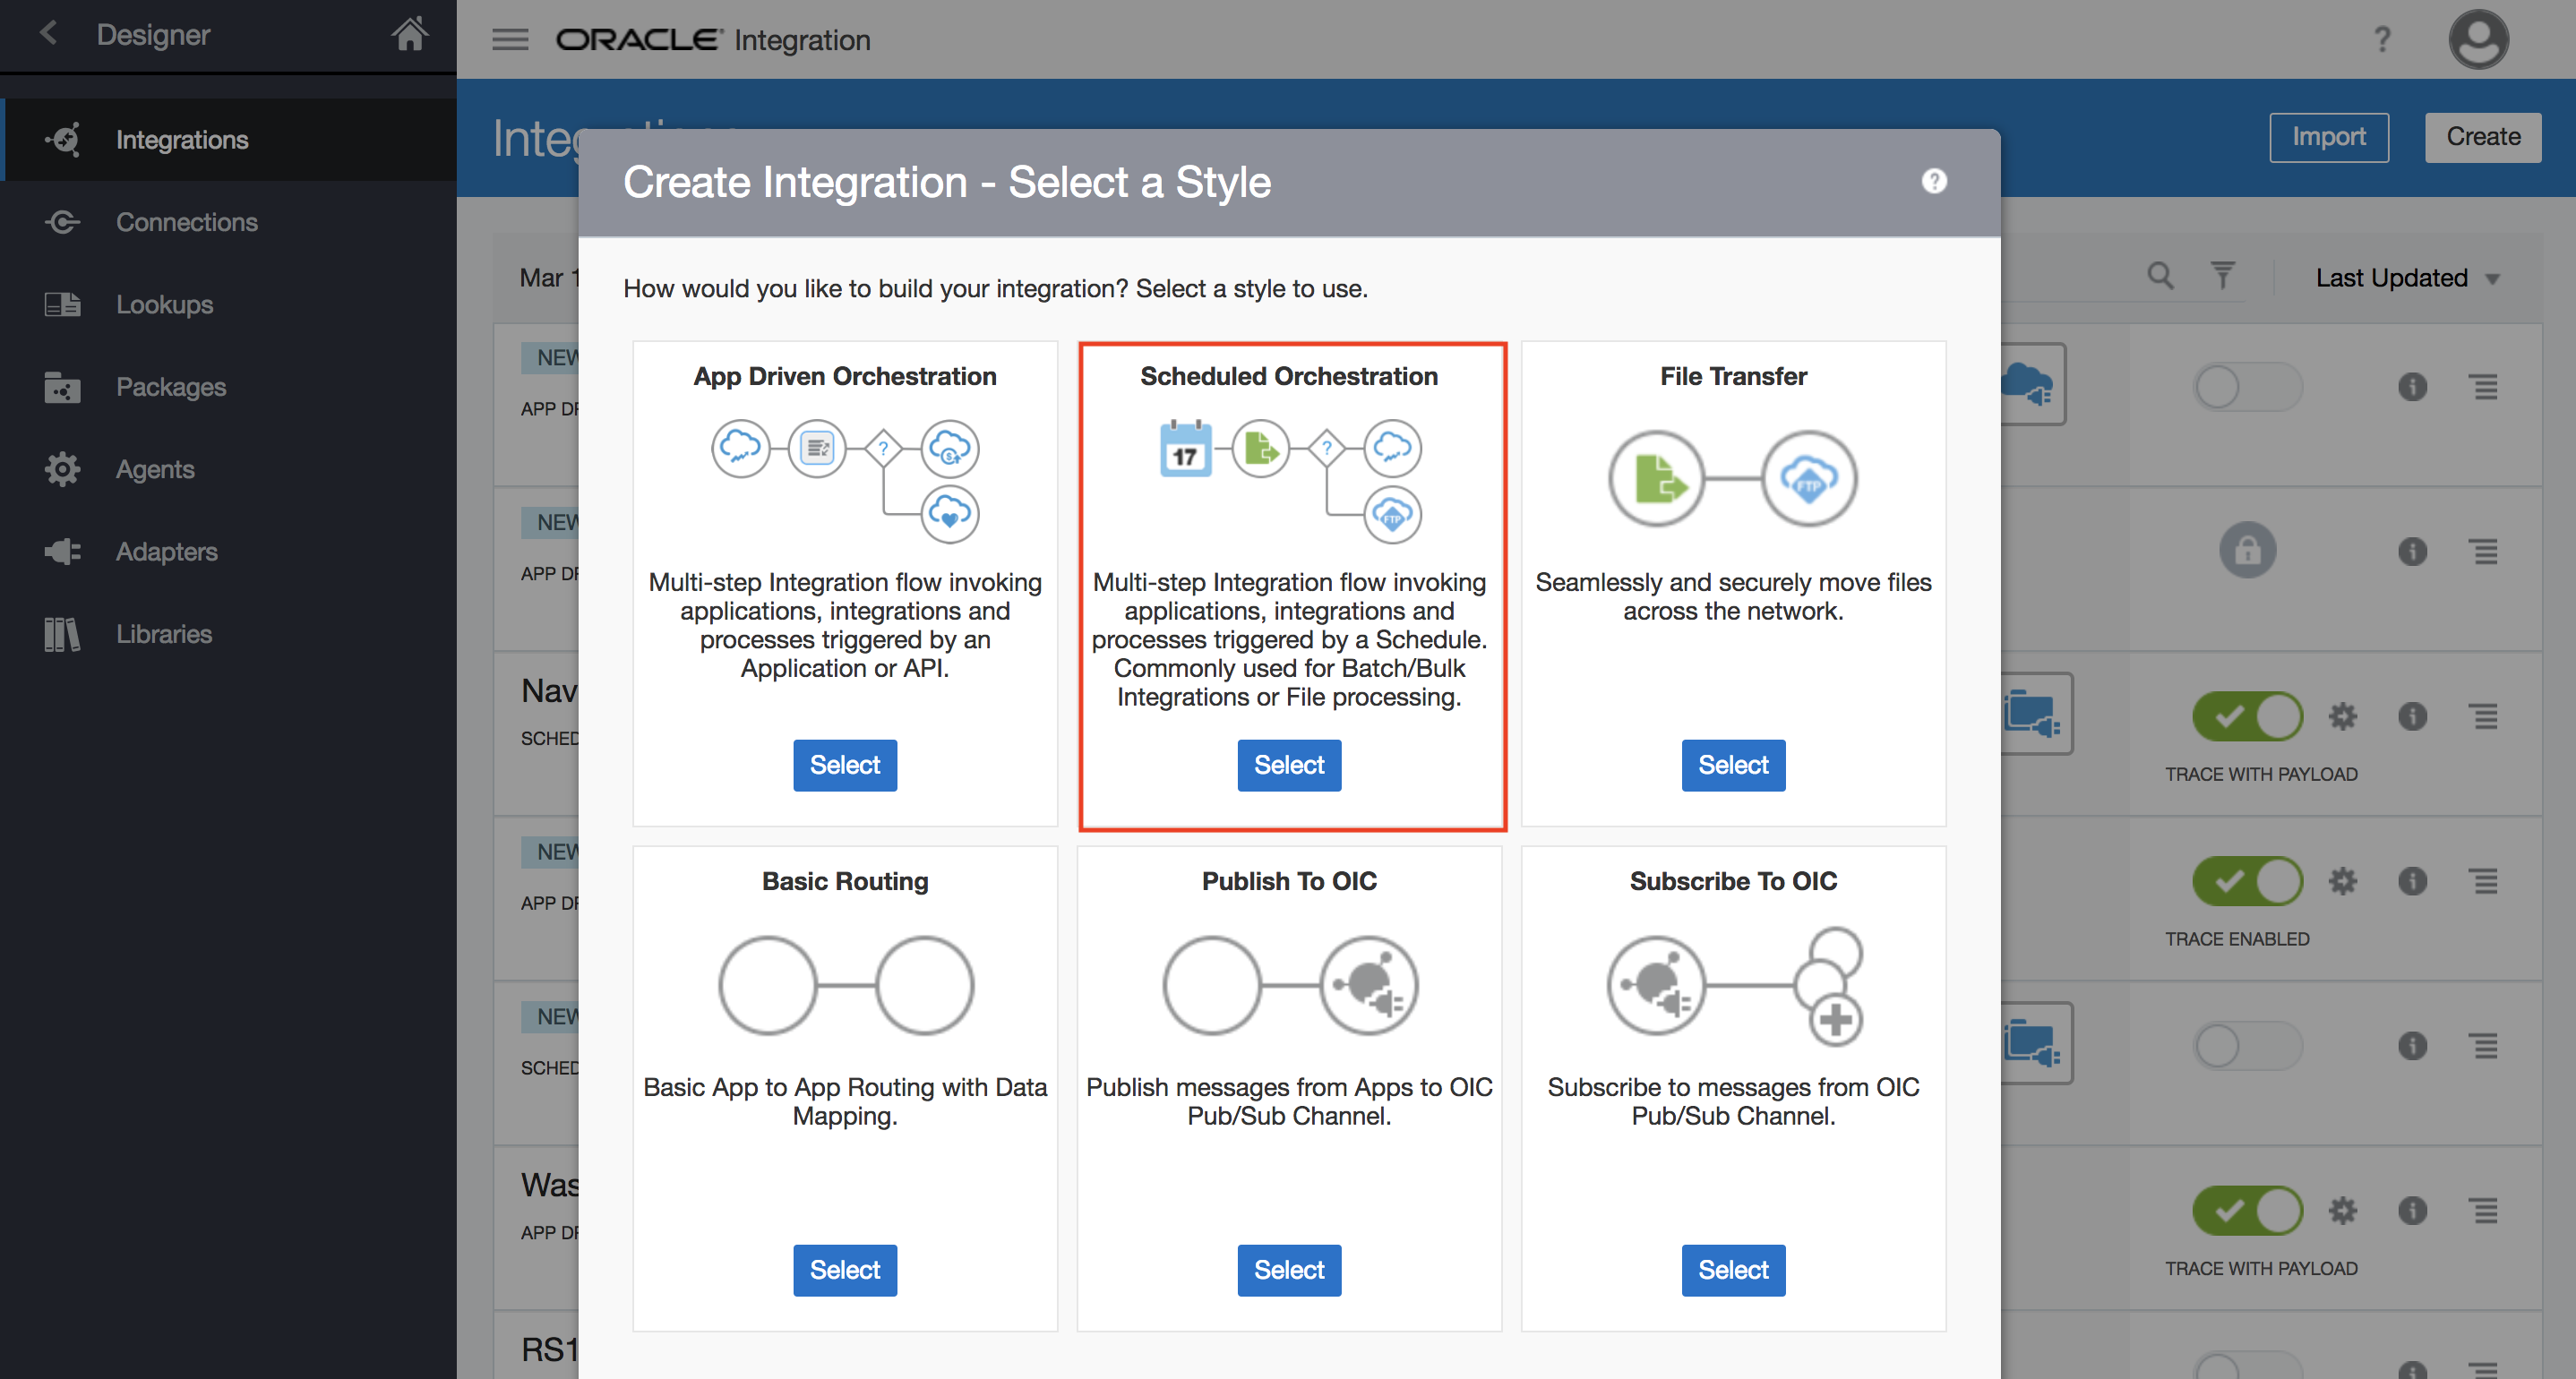 Designer
ORACLE Integration
?
Integrations
Connections
Lookups
Packages
Agents
Adapters
Libraries
Import
Create
Create Integration - Select a Style
?
How would you like to build your integration? Select a style to use.
Mar 1
Last Updated
App Driven Orchestration
?
$
Multi-step Integration flow invoking
applications, integrations and
processes triggered by an
Application or API.
Select
Scheduled Orchestration
17
?
FTP
Multi-step Integration flow invoking
applications, integrations and
processes triggered by a Schedule.
Commonly used for Batch/Bulk
Integrations or File processing.
Select
File Transfer
FTP
Seamlessly and securely move files
across the network.
Select
Basic Routing
Basic App to App Routing with Data
Mapping.
Select
Publish To OIC
Publish messages from Apps to OIC
Pub/Sub Channel.
Select
Subscribe To OIC
Subscribe to messages from OIC
Pub/Sub Channel.
Select
NEW
APP DR
NEW
APP DR
Nav
SCHED
TRACE WITH PAYLOAD
NEW
APP DR
TRACE ENABLED
NEW
SCHED
Was
APP DR
TRACE WITH PAYLOAD
RS1